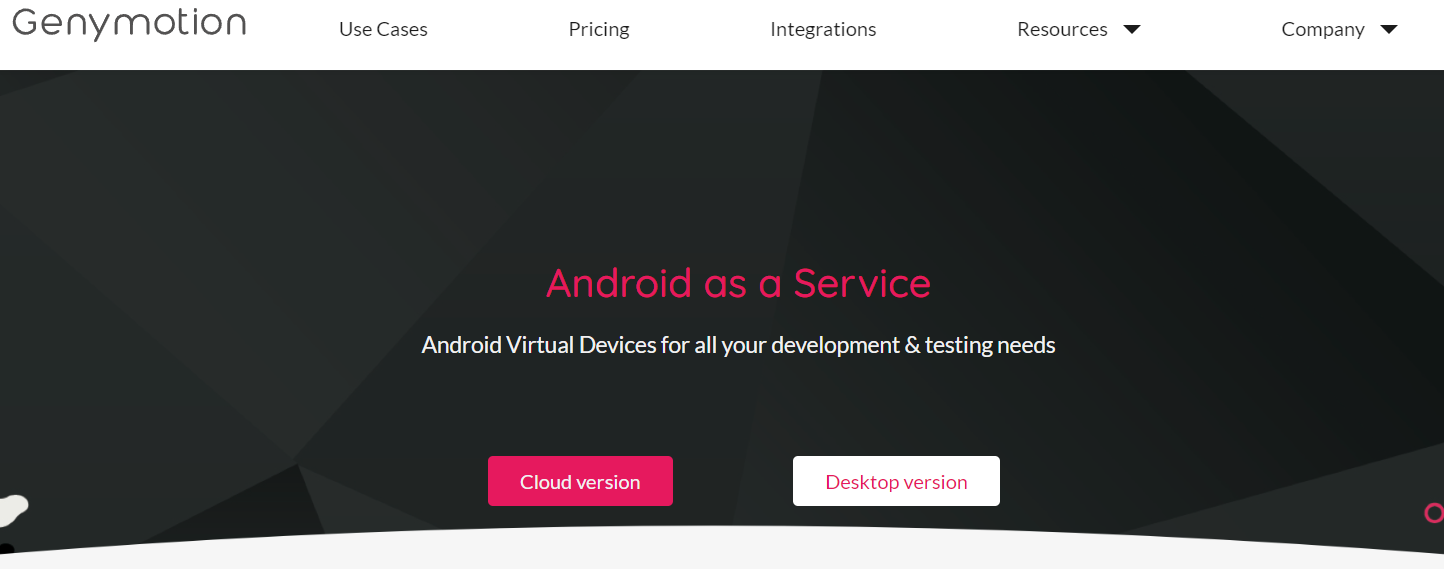 Genymotion
Use Cases
Pricing
Integrations
Resources
Company
Android as a Service
Android Virtual Devices for all your development & testing needs
Cloud version
Desktop version